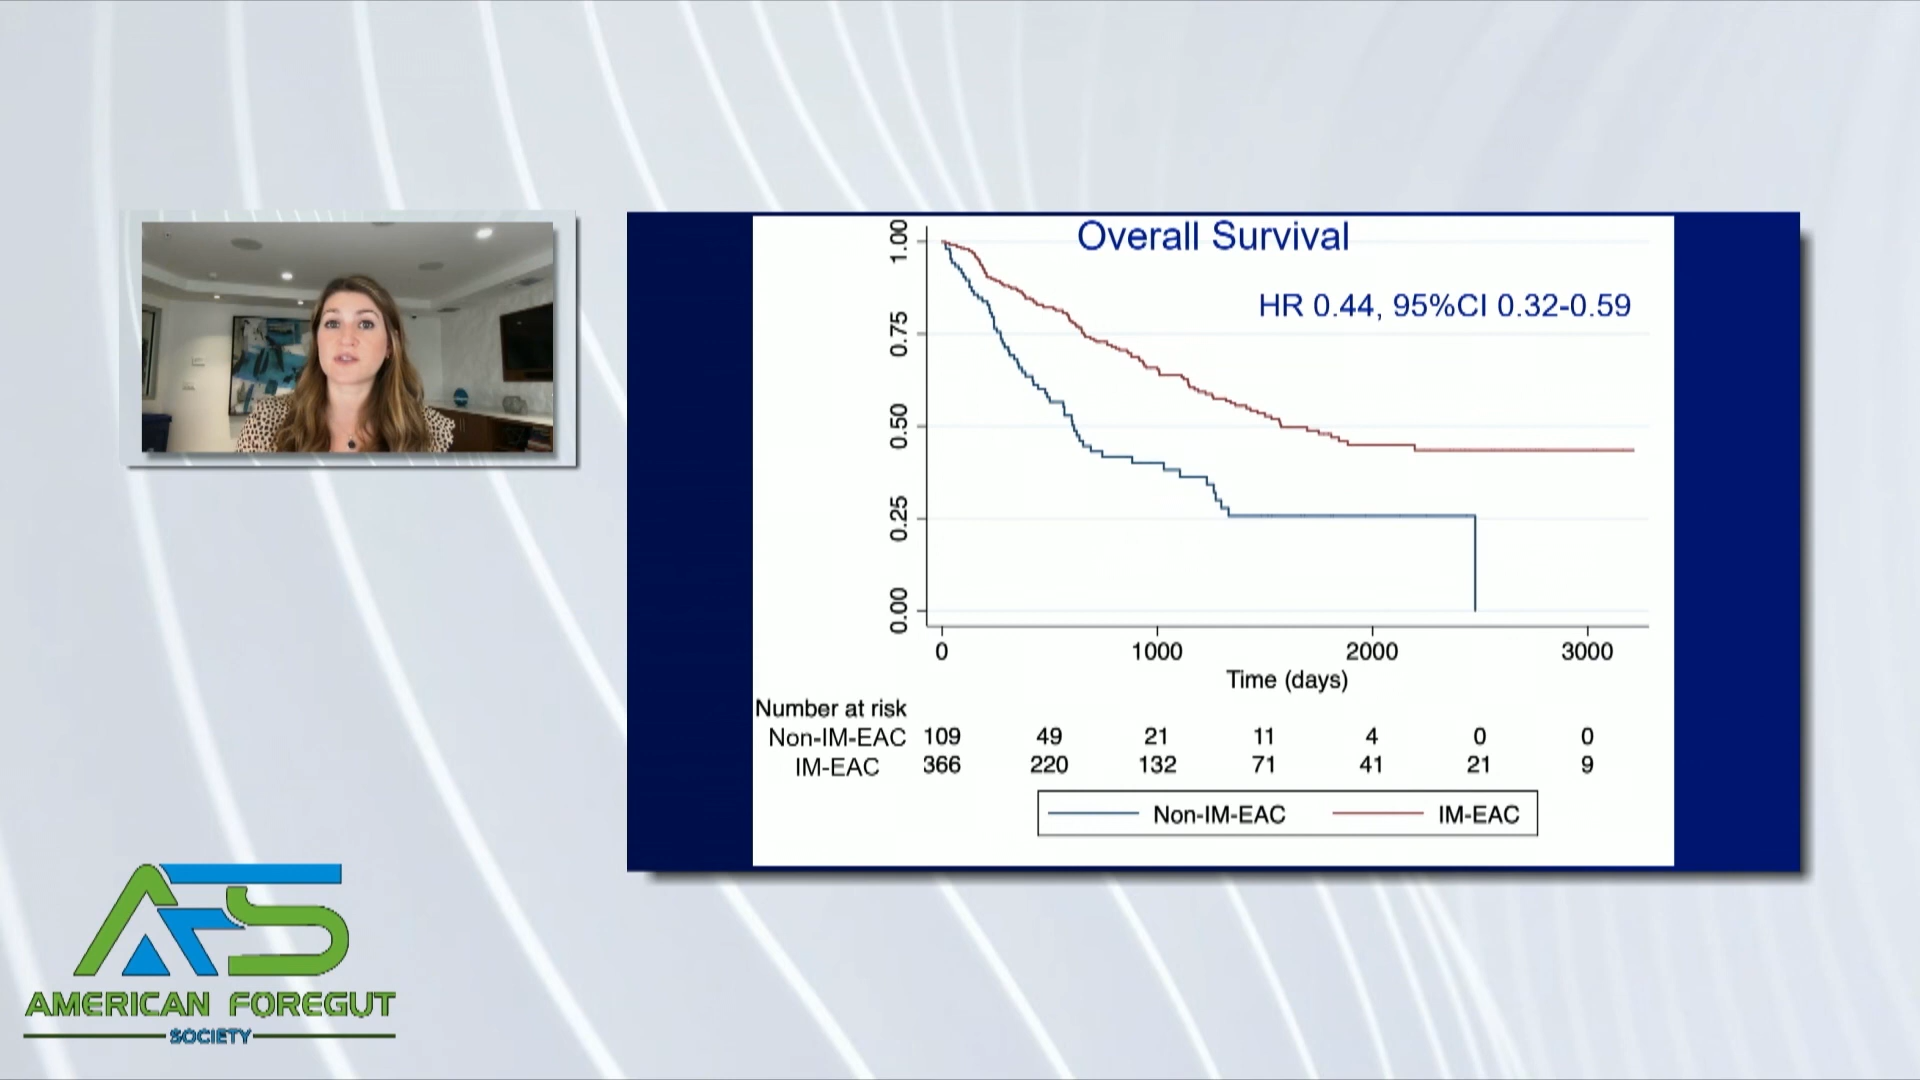 Overall Survival
HR 0.44, 95%CI 0.32-0.59
1.00
0.75
0.50
0.25
0.00
0 1000 2000 3000
Time (days)
Number at risk
Non-IM-EAC 109 49 21 11 4 0 0
IM-EAC 366 220 132 71 41 21 9
Non-IM-EAC IM-EAC
AFS
AMERICAN FOREGUT
SOCIETY